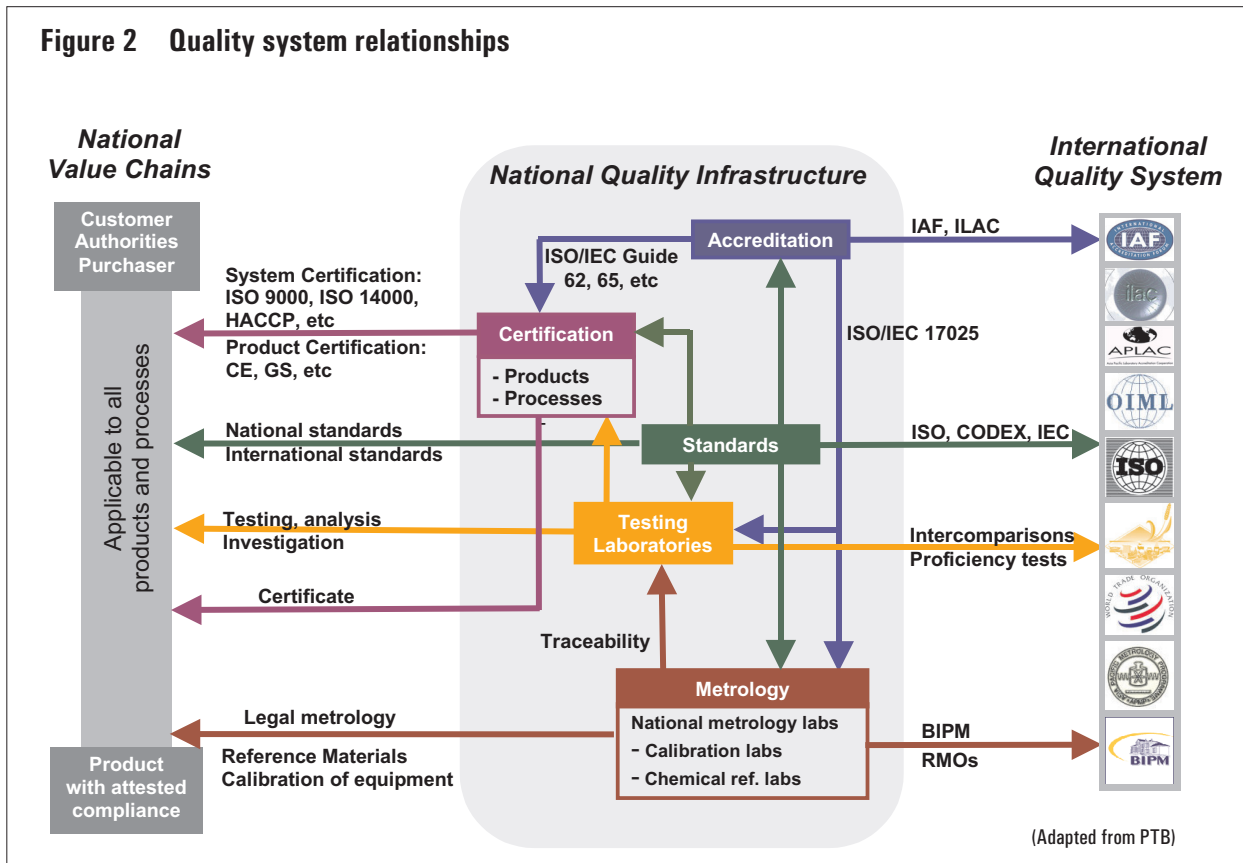 Figure 2 Quality system relationships
National
Value Chains
National Quality Infrastructure
International
Quality System
Customer
Authorities
Purchaser
Applicable to all
products and processes
Product
with attested
compliance
System Certification:
ISO 9000, ISO 14000,
HACCP, etc
Product Certification:
CE, GS, etc
National standards
International standards
Testing, analysis
Investigation
Certificate
Legal metrology
Reference Materials
Calibration of equipment
Accreditation
ISO/IEC Guide
62, 65, etc
Certification
- Products
- Processes
-
Standards
Testing
Laboratories
Traceability
Metrology
National metrology labs
- Calibration labs
- Chemical ref. labs
ISO/IEC 17025
IAF, ILAC
ISO, CODEX, IEC
Intercomparisons
Proficiency tests
BIPM
RMOs
INTERNATIONAL
IAF
ACCREDITATION FORUM
ilac
APLAC
OIML
ISO
WORLD TRADE ORGANIZATION
BIPM
(Adapted from PTB)